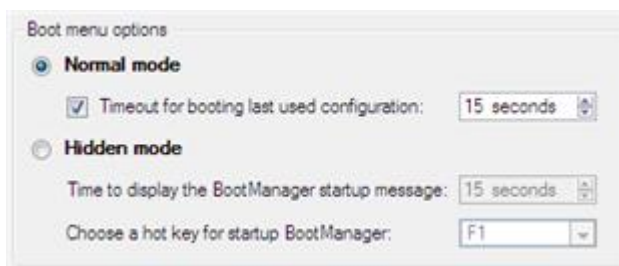 Boot menu options
Normal mode
Timeout for booting last used configuration: 15 seconds
Hidden mode
Time to display the BootManager startup message: 15 seconds
Choose a hot key for startup BootManager: F1